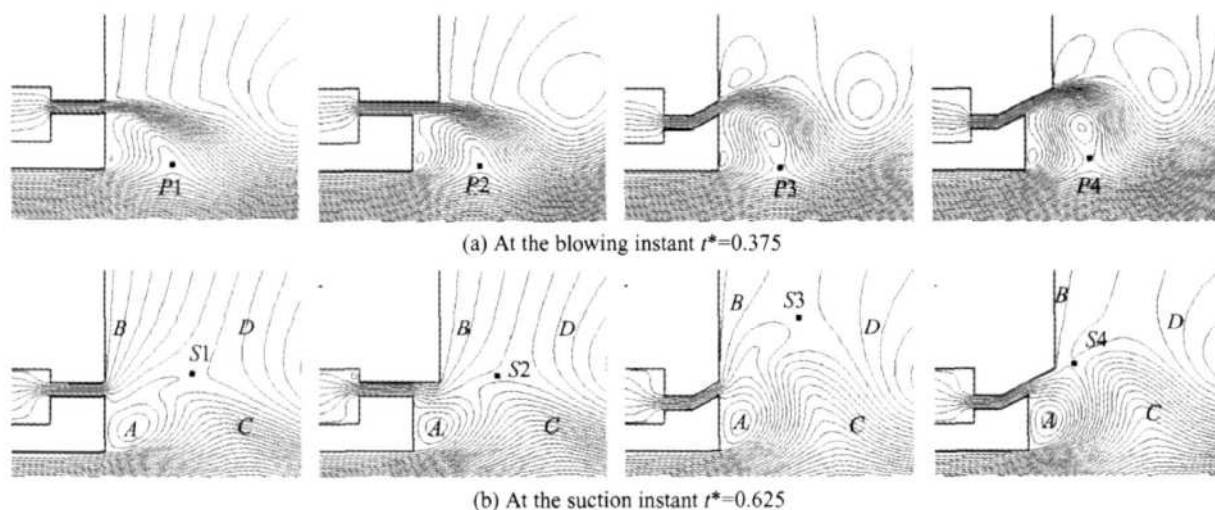 P1 P2 P3 P4
(a) At the blowing instant t*=0.375
B S1 D A C
B S2 D A C
B S3 D A C
B S4 D A C
(b) At the suction instant t*=0.625